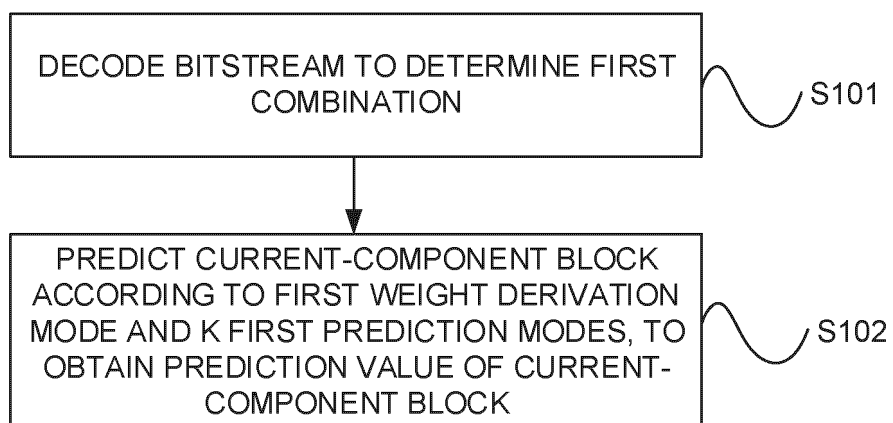 DECODE BITSTREAM TO DETERMINE FIRST
COMBINATION
S101
PREDICT CURRENT-COMPONENT BLOCK
ACCORDING TO FIRST WEIGHT DERIVATION
MODE AND K FIRST PREDICTION MODES, TO
OBTAIN PREDICTION VALUE OF CURRENT-
COMPONENT BLOCK
S102